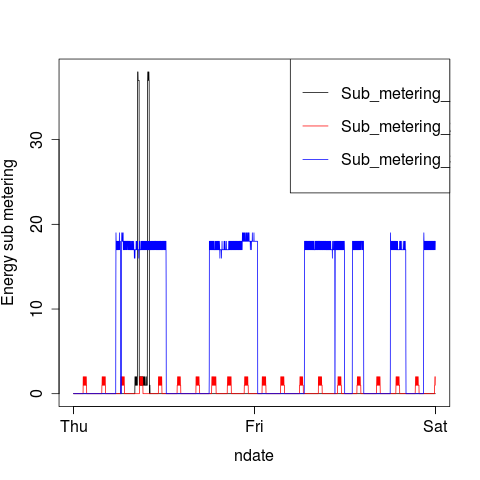 Sub_metering_
Sub_metering_
Sub_metering_
Energy sub metering
30
20
10
0
Thu Fri Sat
ndate